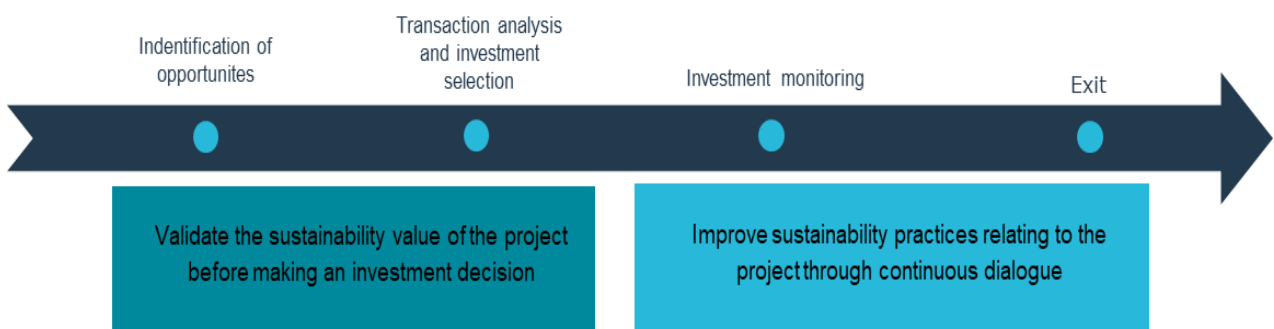 Indentification of
opportunites
Transaction analysis
and investment
selection
Investment monitoring
Exit
Validate the sustainability value of the project
before making an investment decision
Improve sustainability practices relating to the
project through continuous dialogue